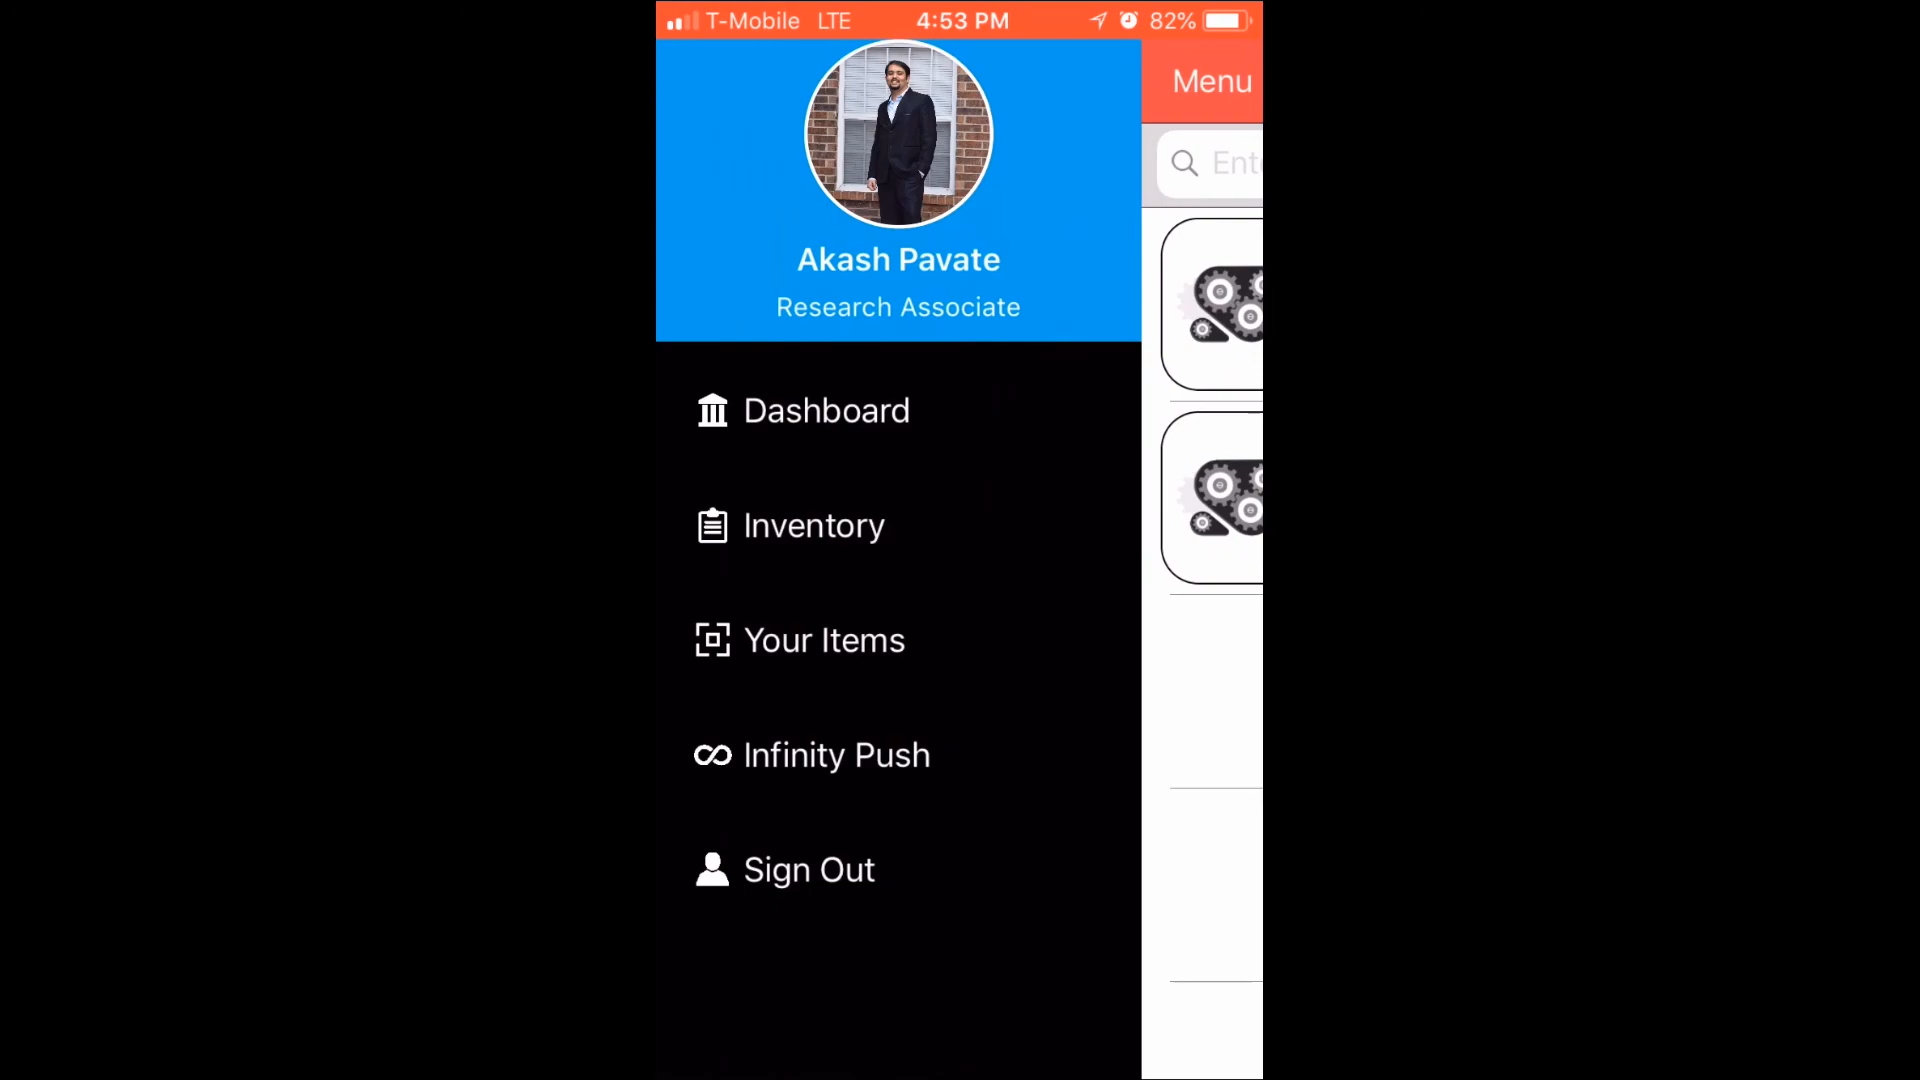 T-Mobile LTE 4:53 PM 82%
Menu
Akash Pavate
Research Associate
Dashboard
Inventory
Your Items
Infinity Push
Sign Out